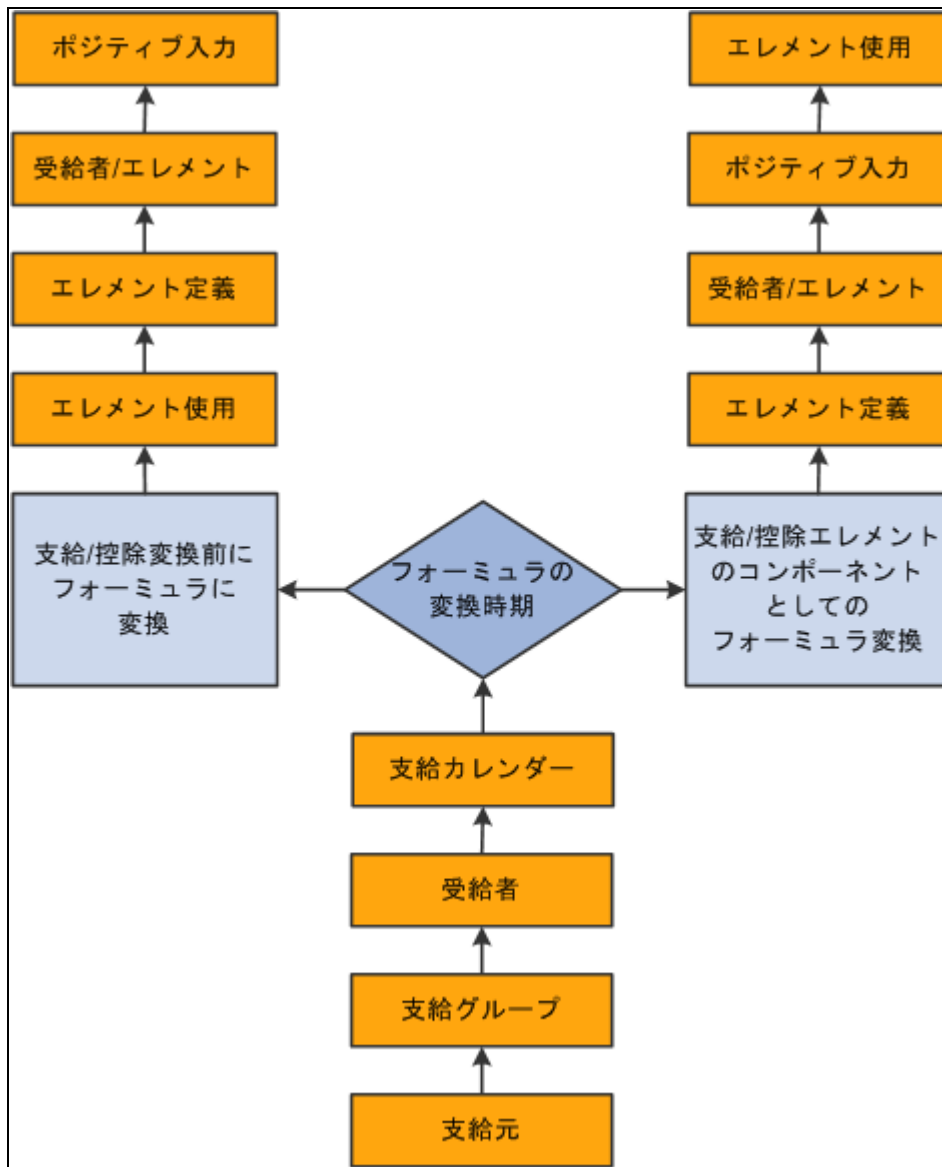 ポジティブ入力
受給者/エレメント
エレメント定義
エレメント使用
支給/控除変換前に
フォーミュラに
変換
エレメント使用
ポジティブ入力
受給者/エレメント
エレメント定義
支給/控除エレメント
のコンポーネント
としての
フォーミュラ変換
フォーミュラの
変換時期
支給カレンダー
受給者
支給グループ
支給元